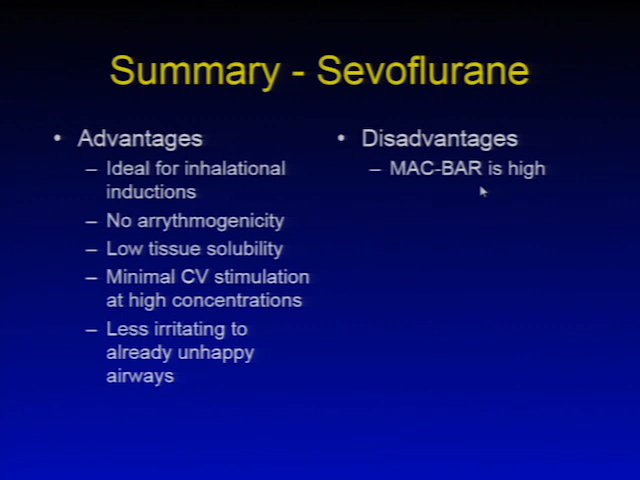 Summary - Sevoflurane
• Advantages
– Ideal for inhalational
inductions
– No arrythmogenicity
– Low tissue solubility
– Minimal CV stimulation
at high concentrations
– Less irritating to
already unhappy
airways
• Disadvantages
– MAC-BAR is high